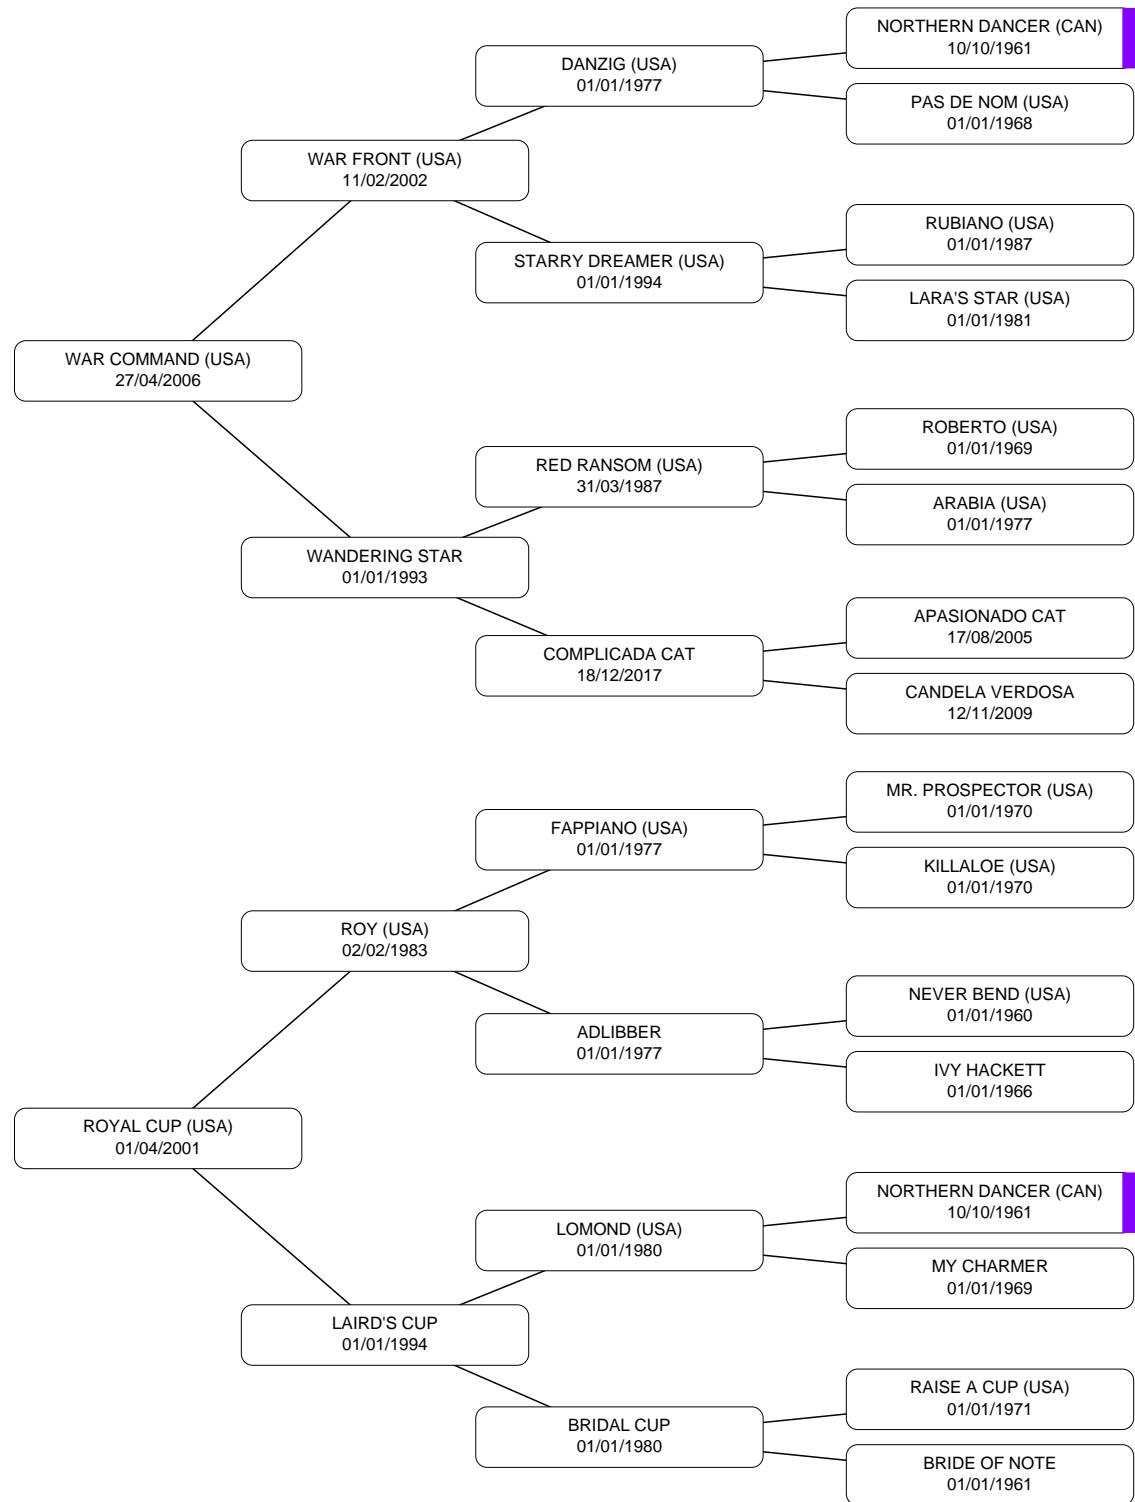 NORTHERN DANCER (CAN)
10/10/1961
DANZIG (USA)
01/01/1977
PAS DE NOM (USA)
01/01/1968
WAR FRONT (USA)
11/02/2002
RUBIANO (USA)
01/01/1987
STARRY DREAMER (USA)
01/01/1994
LARA'S STAR (USA)
01/01/1981
WAR COMMAND (USA)
27/04/2006
ROBERTO (USA)
01/01/1969
RED RANSOM (USA)
31/03/1987
ARABIA (USA)
01/01/1977
WANDERING STAR
01/01/1993
APASIONADO CAT
17/08/2005
COMPLICADA CAT
18/12/2017
CANDELA VERDOSA
12/11/2009
MR. PROSPECTOR (USA)
01/01/1970
FAPPIANO (USA)
01/01/1977
KILLALOE (USA)
01/01/1970
ROY (USA)
02/02/1983
NEVER BEND (USA)
01/01/1960
ADLIBBER
01/01/1977
IVY HACKETT
01/01/1966
ROYAL CUP (USA)
01/04/2001
NORTHERN DANCER (CAN)
10/10/1961
LOMOND (USA)
01/01/1980
MY CHARMER
01/01/1969
LAIRD'S CUP
01/01/1994
RAISE A CUP (USA)
01/01/1971
BRIDAL CUP
01/01/1980
BRIDE OF NOTE
01/01/1961